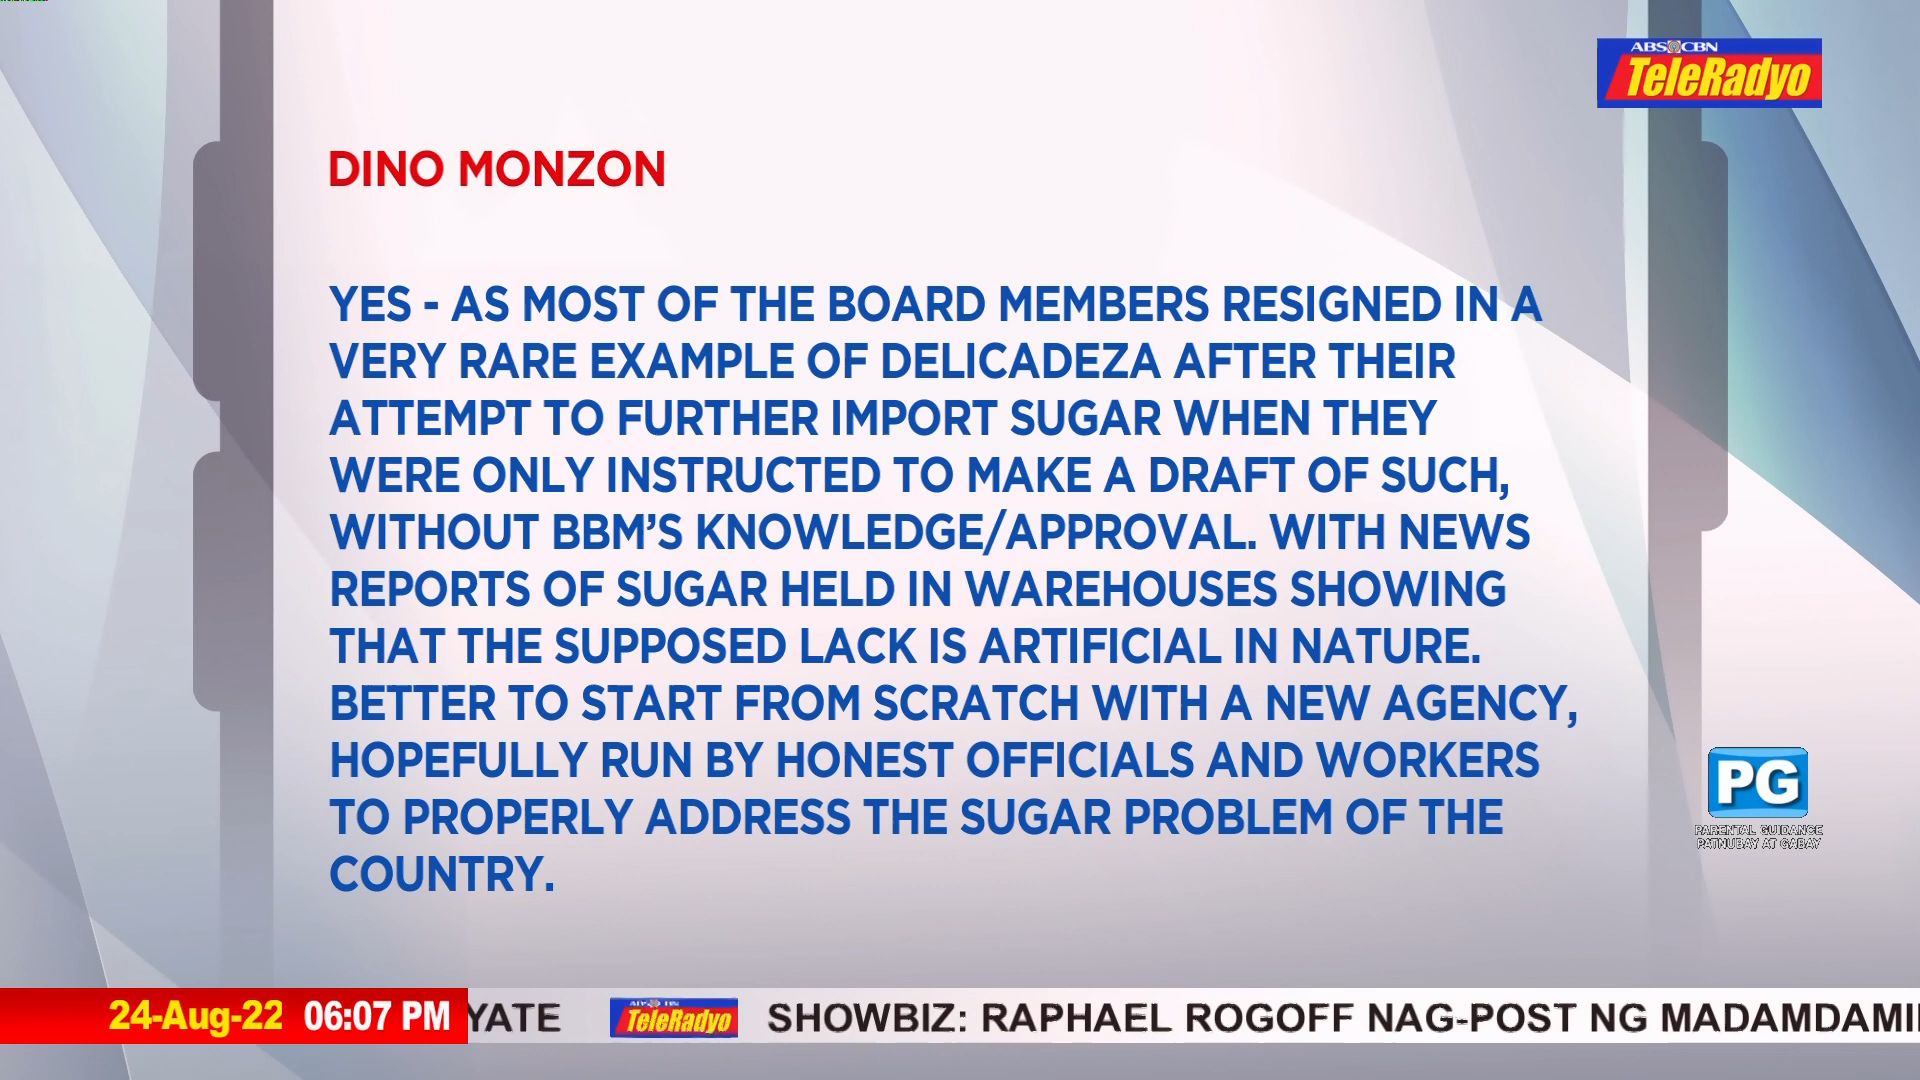 ABS CBN
TeleRadyo
DINO MONZON
YES - AS MOST OF THE BOARD MEMBERS RESIGNED IN A
VERY RARE EXAMPLE OF DELICADEZA AFTER THEIR
ATTEMPT TO FURTHER IMPORT SUGAR WHEN THEY
WERE ONLY INSTRUCTED TO MAKE A DRAFT OF SUCH,
WITHOUT BBM'S KNOWLEDGE/APPROVAL. WITH NEWS
REPORTS OF SUGAR HELD IN WAREHOUSES SHOWING
THAT THE SUPPOSED LACK IS ARTIFICIAL IN NATURE.
BETTER TO START FROM SCRATCH WITH A NEW AGENCY,
HOPEFULLY RUN BY HONEST OFFICIALS AND WORKERS
TO PROPERLY ADDRESS THE SUGAR PROBLEM OF THE
COUNTRY.
PG
PARENTAL GUIDANCE
PATNUBAY AT GABAY
24-Aug-22 06:07 PM YATE ABS CBN TeleRadyo SHOWBIZ: RAPHAEL ROGOFF NAG-POST NG MADAMDAMI